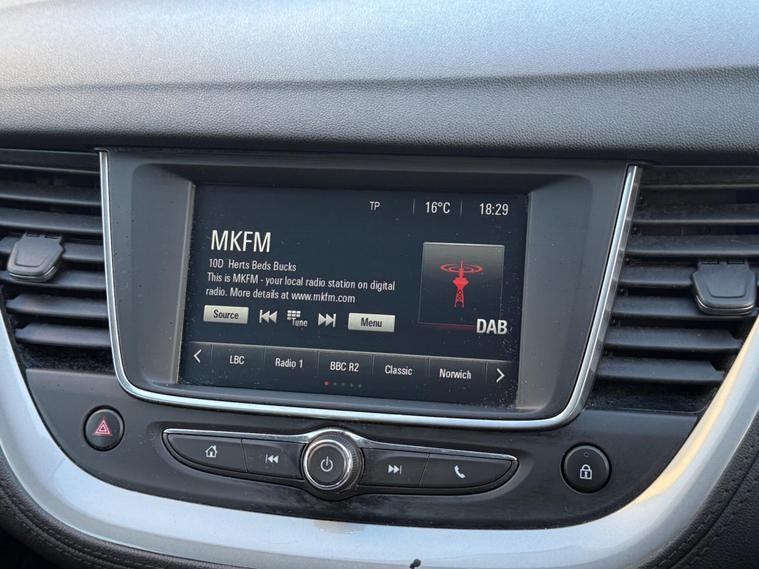 TP 16°C 18:29
MKFM
10D Herts Beds Bucks
This is MKFM - your local radio station on digital
radio. More details at www.mkfm.com
Source Tune Menu
DAB
LBC Radio 1 BBC R2 Classic Norwich